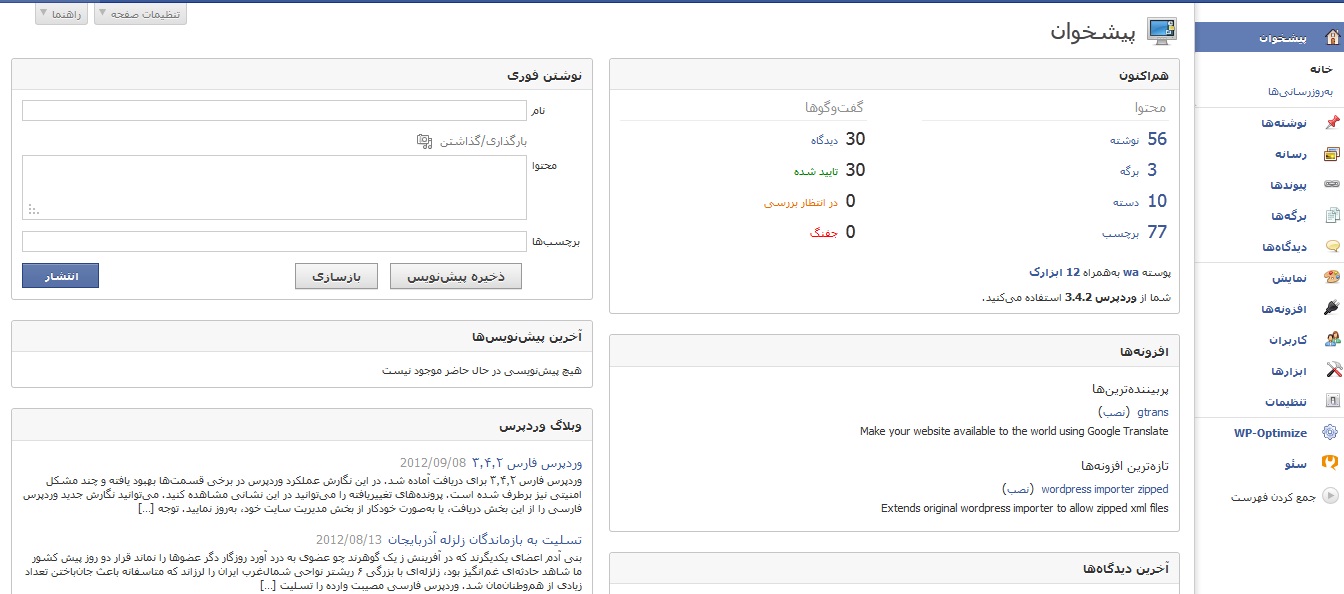 تنظیمات صفحه
راهنما
پیشخوان
پیشخوان
خانه
به‌روزرسانی‌ها
نوشته‌ها
رسانه
پیوندها
برگه‌ها
دیدگاه‌ها
نمایش
افزونه‌ها
کاربران
ابزارها
تنظیمات
WP-Optimize
سئو
جمع کردن فهرست
هم‌اکنون
محتوا
گفت‌وگوها
56 نوشته
30 دیدگاه
3 برگه
30 تایید شده
10 دسته
0 در انتظار بررسی
77 برچسب
0 جفنگ
پوسته wa به‌همراه 12 ابزارک
شما از وردپرس 3.4.2 استفاده می‌کنید.
افزونه‌ها
پربیننده‌ترین‌ها
gtrans (نصب)
Make your website available to the world using Google Translate
تازه‌ترین افزونه‌ها
wordpress importer zipped (نصب)
Extends original wordpress importer to allow zipped xml files
آخرین دیدگاه‌ها
نوشتن فوری
نام
بارگذاری/گذاشتن
محتوا
برچسب‌ها
ذخیره پیش‌نویس
بازسازی
انتشار
آخرین پیش‌نویس‌ها
هیچ پیش‌نویسی در حال حاضر موجود نیست
وبلاگ وردپرس
وردپرس فارس ۳,۴,۲ 2012/09/08
وردپرس فارس ۳,۴,۲ برای دریافت آماده شد. در این نگارش عملکرد وردپرس در برخی قسمت‌ها بهبود یافته و چند مشکل
امنیتی نیز برطرف شده است. پرونده‌های تغییریافته را می‌توانید در این نشانی مشاهده کنید. می‌توانید نگارش جدید وردپرس
فارسی را از این بخش دریافت، یا به‌صورت خودکار از بخش مدیریت سایت خود، به‌روز نمایید. توجه [...]
تسلیت به بازماندگان زلزله آذربایجان 2012/08/13
بنی آدم اعضای یکدیگرند که در آفرینش ز یک گوهرند چو عضوی به درد آورد روزگار دگر عضوها را نماند قرار دو روز پیش کشور
ما شاهد حادثه‌ای غم‌انگیز بود، زلزله‌ای با بزرگی ۶ ریشتر نواحی شمال‌غرب ایران را لرزاند که متاسفانه باعث جان‌باختن تعداد
زیادی از هم‌وطنان‌مان شد. وردپرس فارسی مصیبت وارده را تسلیت [...]